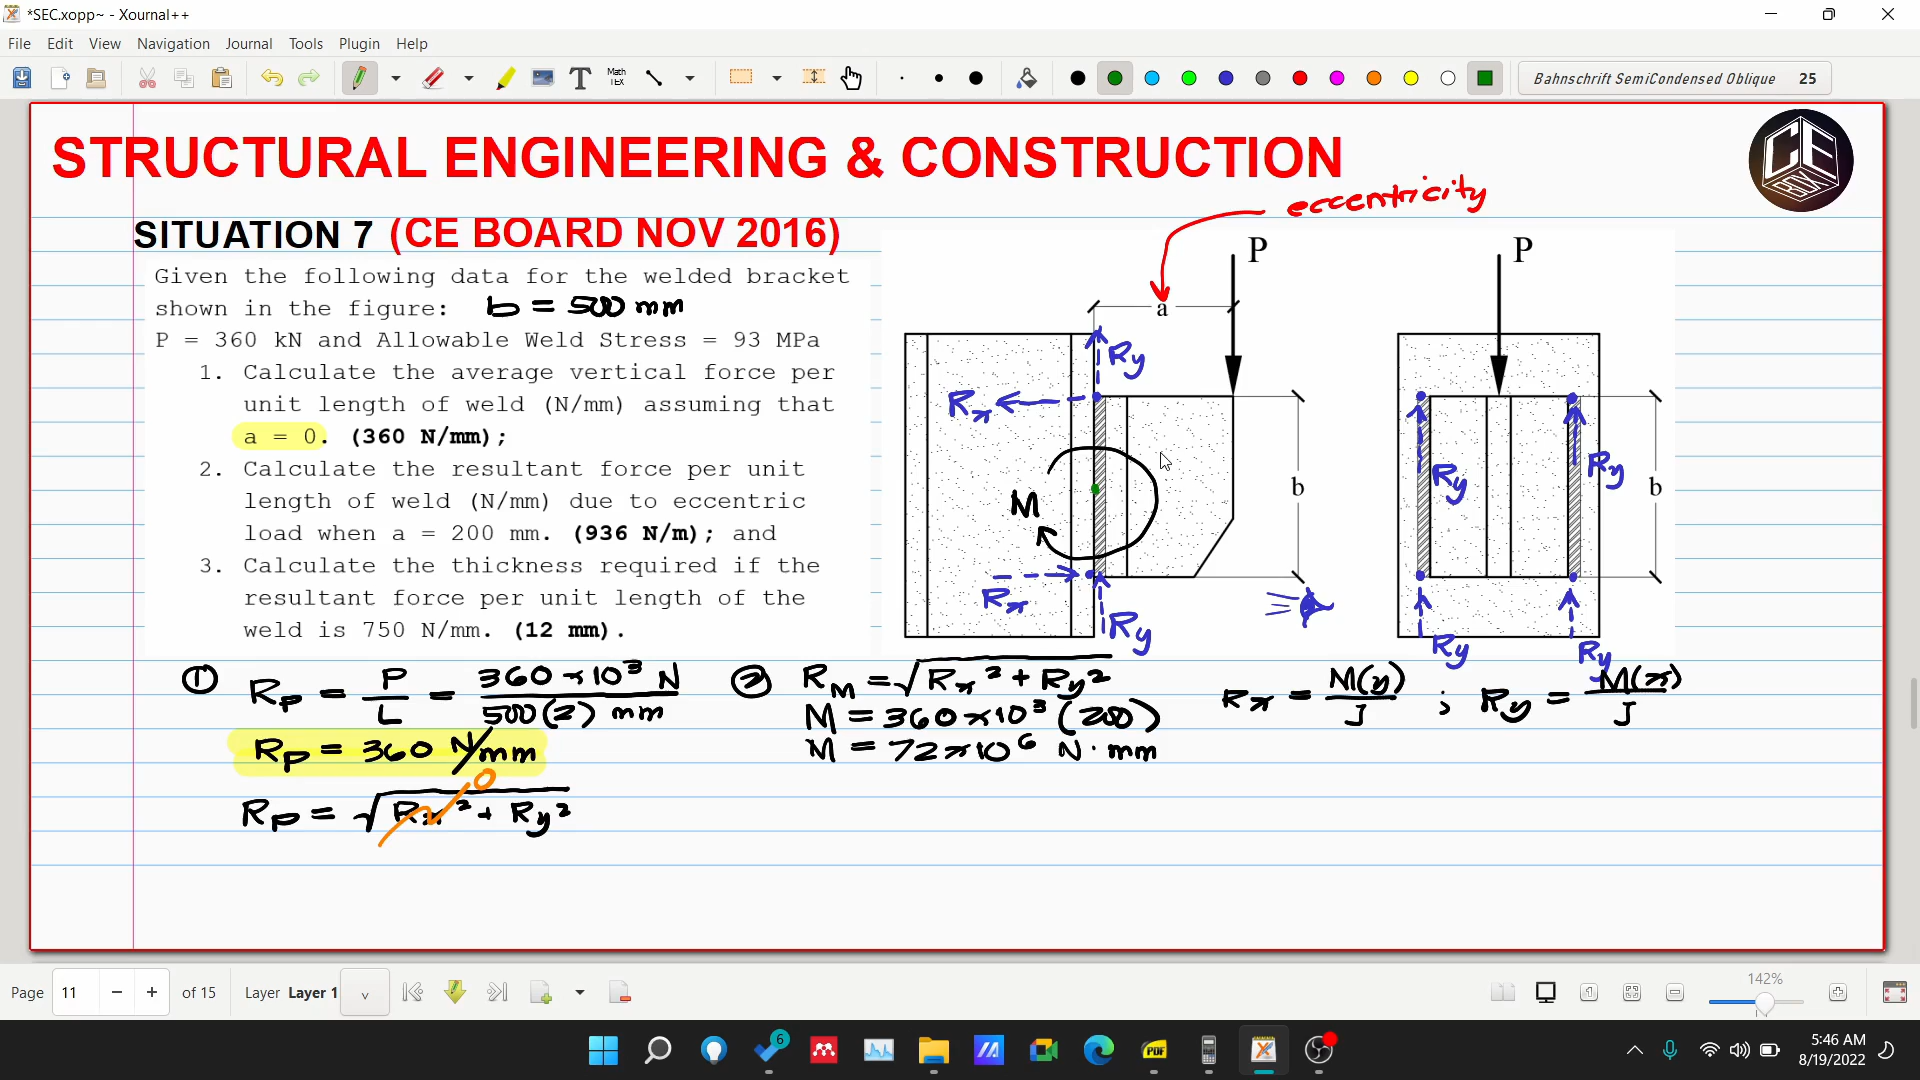 *SEC.xopp~ - Xournal++
File Edit View Navigation Journal Tools Plugin Help
Math TEX
Bahnschrift SemiCondensed Oblique 25
STRUCTURAL ENGINEERING & CONSTRUCTION
CE BOX
SITUATION 7 (CE BOARD NOV 2016)
Given the following data for the welded bracket
shown in the figure: b = 500 mm
P = 360 kN and Allowable Weld Stress = 93 MPa
1. Calculate the average vertical force per
unit length of weld (N/mm) assuming that
a = 0. (360 N/mm);
2. Calculate the resultant force per unit
length of weld (N/mm) due to eccentric
load when a = 200 mm. (936 N/m); and
3. Calculate the thickness required if the
resultant force per unit length of the
weld is 750 N/mm. (12 mm).
eccentricity
P
a
Ry
Rx
M
b
Rx
Ry
P
Ry
Ry
b
Ry
Ry
① Rp = P/L = 360×10³ N / 500(2) mm
Rp = 360 N/mm
0
Rp = √Rx² + Ry²
② RM = √Rx² + Ry²
M = 360×10³ (200)
M = 72×10⁶ N·mm
Rx = M(y)/J ; Ry = M(x)/J
Page 11 of 15 Layer Layer 1 142%
6
PDF
5:46 AM
8/19/2022